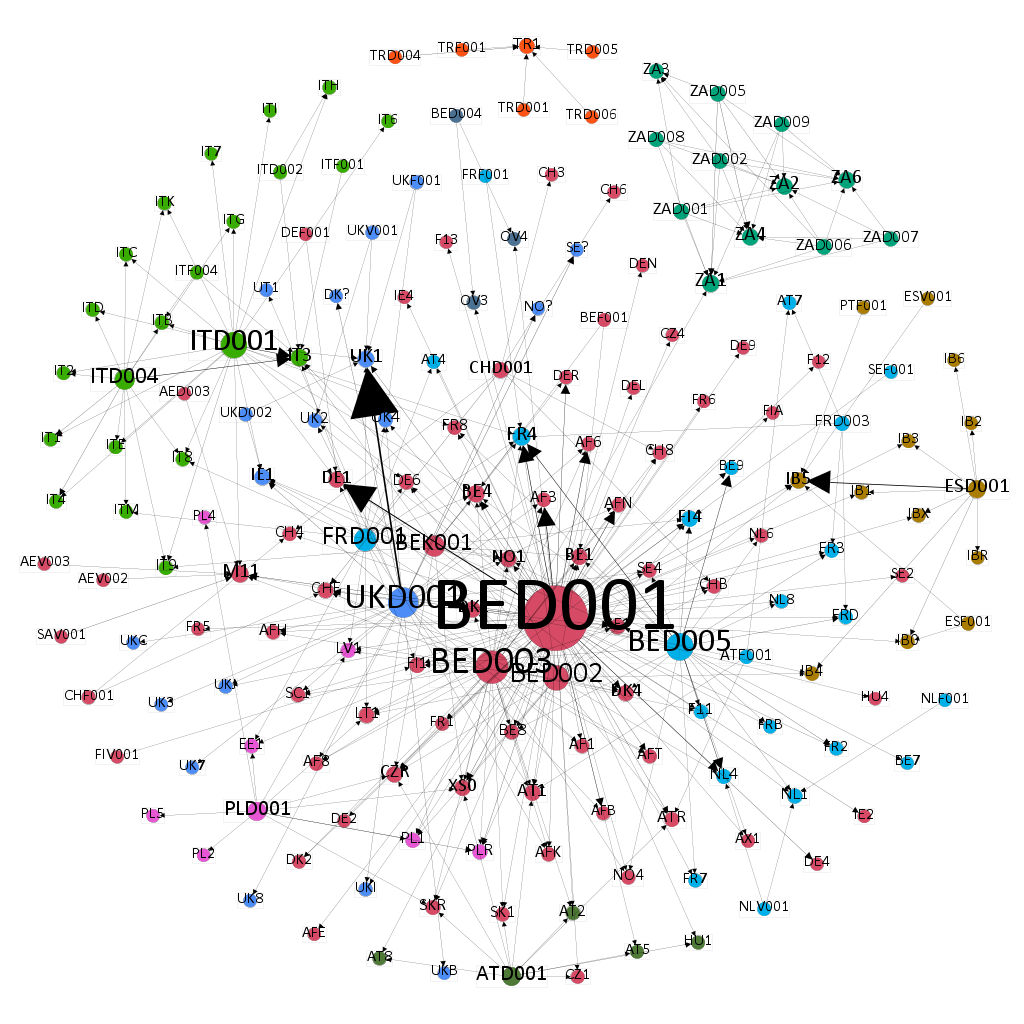 TR1
TRF001
TRD004
TRD005
ZA3
ITH
ZAD005
ITI
TRD001
BED004
TRD006
IT6
ZAD009
ZAD008
IT7
ZAD002
ITF001
ITD002
FRF001
CH3
UKF001
ZA2
ZA6
CH6
ITK
ZAD001
ITG
UKV001
DEF001
ZA4
F13
OV4
ZAD007
ZAD006
SE?
ITC
DEN
ITF004
ZA1
UT1
DK?
IE4
OV3
AT7
ESV001
ITD
NO?
PTF001
ITB
BEF001
CZ4
ITD001
IT3
UK1
DE9
AT4
F12
IB6
CHD001
IT2
SEF001
ITD004
DER
DEL
AED003
FR6
UKD002
FIA
UK2
UK4
FRD003
IB2
FR8
FR4
IT1
AF6
IB3
ITE
CH8
IT8
BE9
IE1
DE1
IB5
DE6
ESD001
BE4
IB1
AF3
IT4
AFN
ITM
PL4
FI4
IBX
CH4
FRD001
NL6
BEK001
FR3
NO1
BE1
IBR
AEV003
IT9
M11
SE4
SE2
AEV002
CHB
CHE
NL8
UKD001
BED001
FRD
ESF001
FR5
AFH
SAV001
UKC
IB0
BED005
LV1
ATF001
FI1
BED003
BED002
IB4
UK3
SC1
DK4
HU4
CHF001
NLF001
F11
LT1
FR1
FRB
BE8
EE1
AF1
FR2
FIV001
AFT
AF8
BE7
UK7
CZR
NL4
XS0
AT1
NL1
PLD001
AFB
PL5
DE2
ATR
IE2
PL1
AX1
PL2
PLR
AFK
DK2
DE4
NO4
FR7
UKI
UK8
SKR
SK1
AT2
NLV001
AFE
HU1
AT5
AT8
UKB
ATD001
CZ1